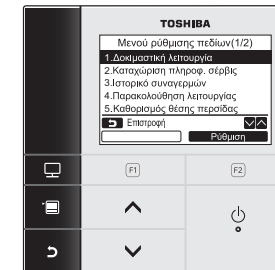 TOSHIBA
Μενού ρύθμισης πεδίων(1/2)
1.Δοκιμαστική λειτουργία
2.Καταχώριση πληροφ. σέρβις
3.Ιστορικό συναγερμών
4.Παρακολούθηση λειτουργίας
5.Καθορισμός θέσης περσίδας
Επιστροφή
Ρύθμιση
F1 F2